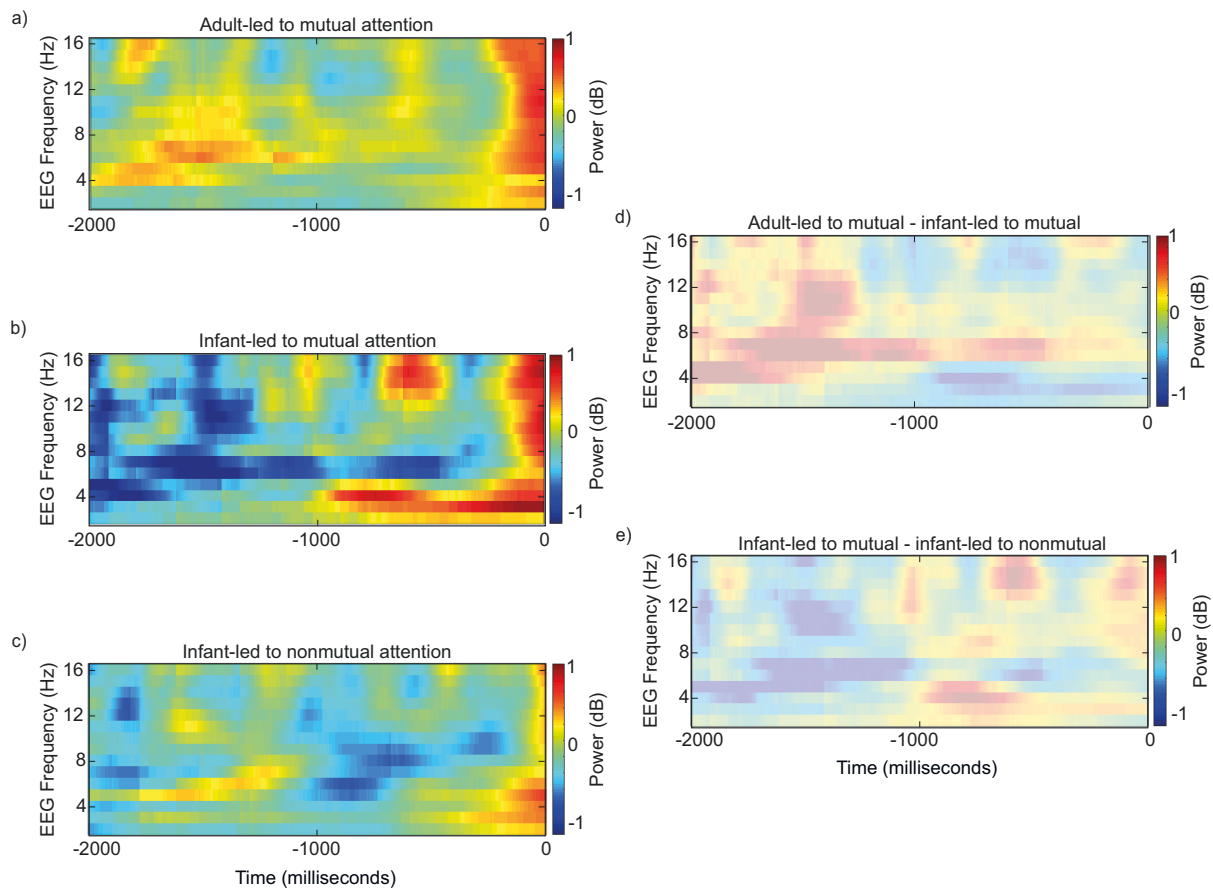 a)
Adult-led to mutual attention
EEG Frequency (Hz)
16
12
8
4
-2000
-1000
0
1
0
-1
Power (dB)
b)
Infant-led to mutual attention
EEG Frequency (Hz)
16
12
8
4
-2000
-1000
0
1
0
-1
Power (dB)
c)
Infant-led to nonmutual attention
EEG Frequency (Hz)
16
12
8
4
-2000
-1000
0
Time (milliseconds)
1
0
-1
Power (dB)
d)
Adult-led to mutual - infant-led to mutual
EEG Frequency (Hz)
16
12
8
4
-2000
-1000
0
1
0
-1
Power (dB)
e)
Infant-led to mutual - infant-led to nonmutual
EEG Frequency (Hz)
16
12
8
4
-2000
-1000
0
Time (milliseconds)
1
0
-1
Power (dB)